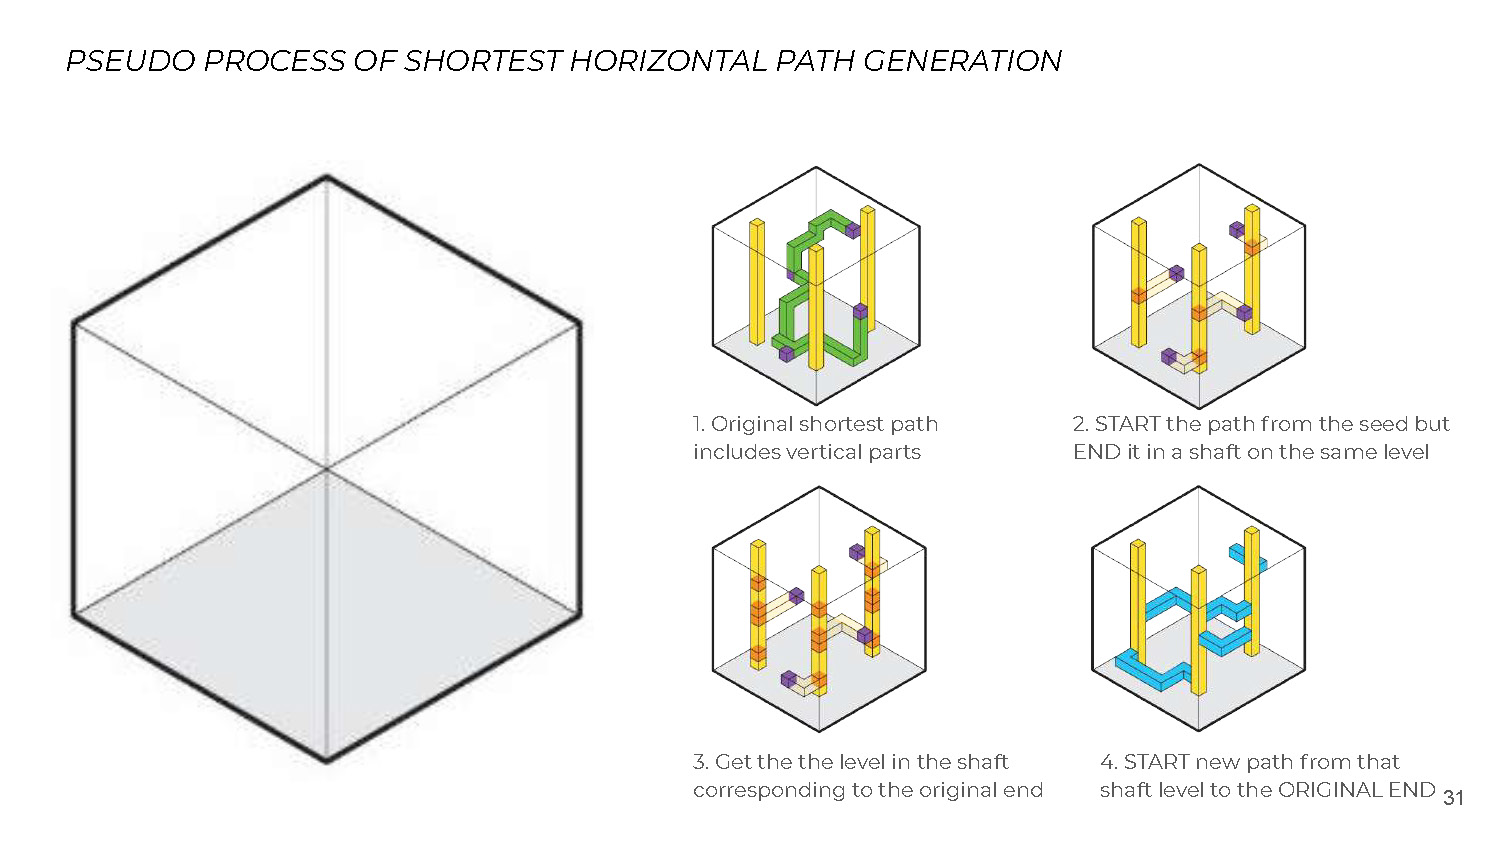 PSEUDO PROCESS OF SHORTEST HORIZONTAL PATH GENERATION
1. Original shortest path
includes vertical parts
2. START the path from the seed but
END it in a shaft on the same level
3. Get the the level in the shaft
corresponding to the original end
4. START new path from that
shaft level to the ORIGINAL END
31